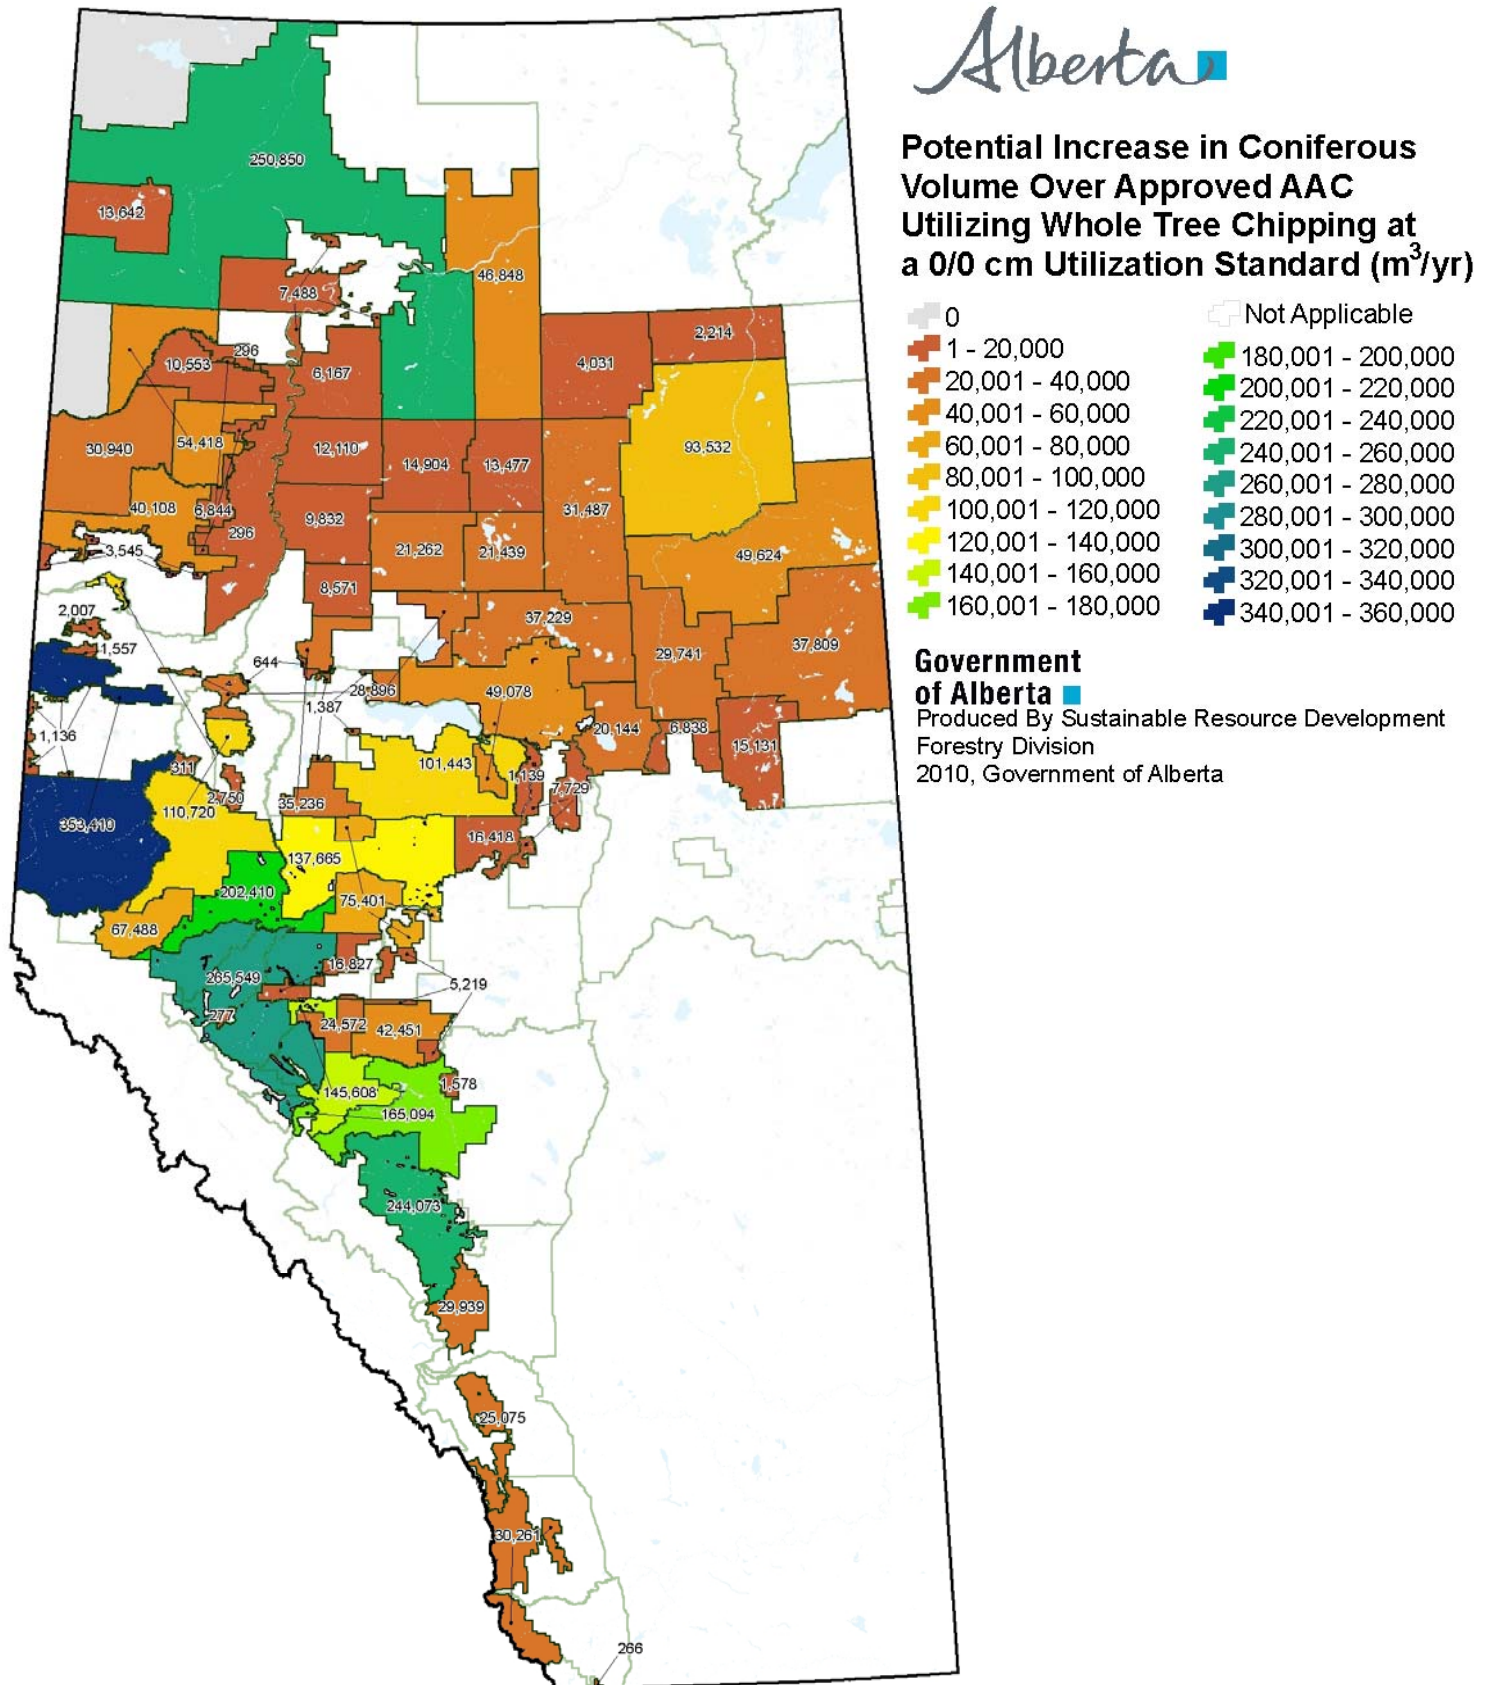 Alberta
Potential Increase in Coniferous
Volume Over Approved AAC
Utilizing Whole Tree Chipping at
a 0/0 cm Utilization Standard (m³/yr)
0
1 - 20,000
20,001 - 40,000
40,001 - 60,000
60,001 - 80,000
80,001 - 100,000
100,001 - 120,000
120,001 - 140,000
140,001 - 160,000
160,001 - 180,000
Not Applicable
180,001 - 200,000
200,001 - 220,000
220,001 - 240,000
240,001 - 260,000
260,001 - 280,000
280,001 - 300,000
300,001 - 320,000
320,001 - 340,000
340,001 - 360,000
Government
of Alberta
Produced By Sustainable Resource Development
Forestry Division
2010, Government of Alberta
250,850
13,642
46,848
7,488
2,214
296
10,553
6,167
4,031
30,940
54,418
12,110
14,904
13,477
93,532
40,108
6,844
296
9,832
31,487
3,545
21,262
21,439
49,624
8,571
2,007
37,229
11,557
644
29,741
37,809
28,896
49,078
1,387
1,136
20,144
6,838
15,131
311
101,443
1,139
7,729
2,750
110,720
35,236
353,410
137,665
16,418
202,410
75,401
67,488
16,827
265,549
5,219
277
24,572
42,451
145,608
1,578
165,094
244,073
29,939
25,075
30,261
266